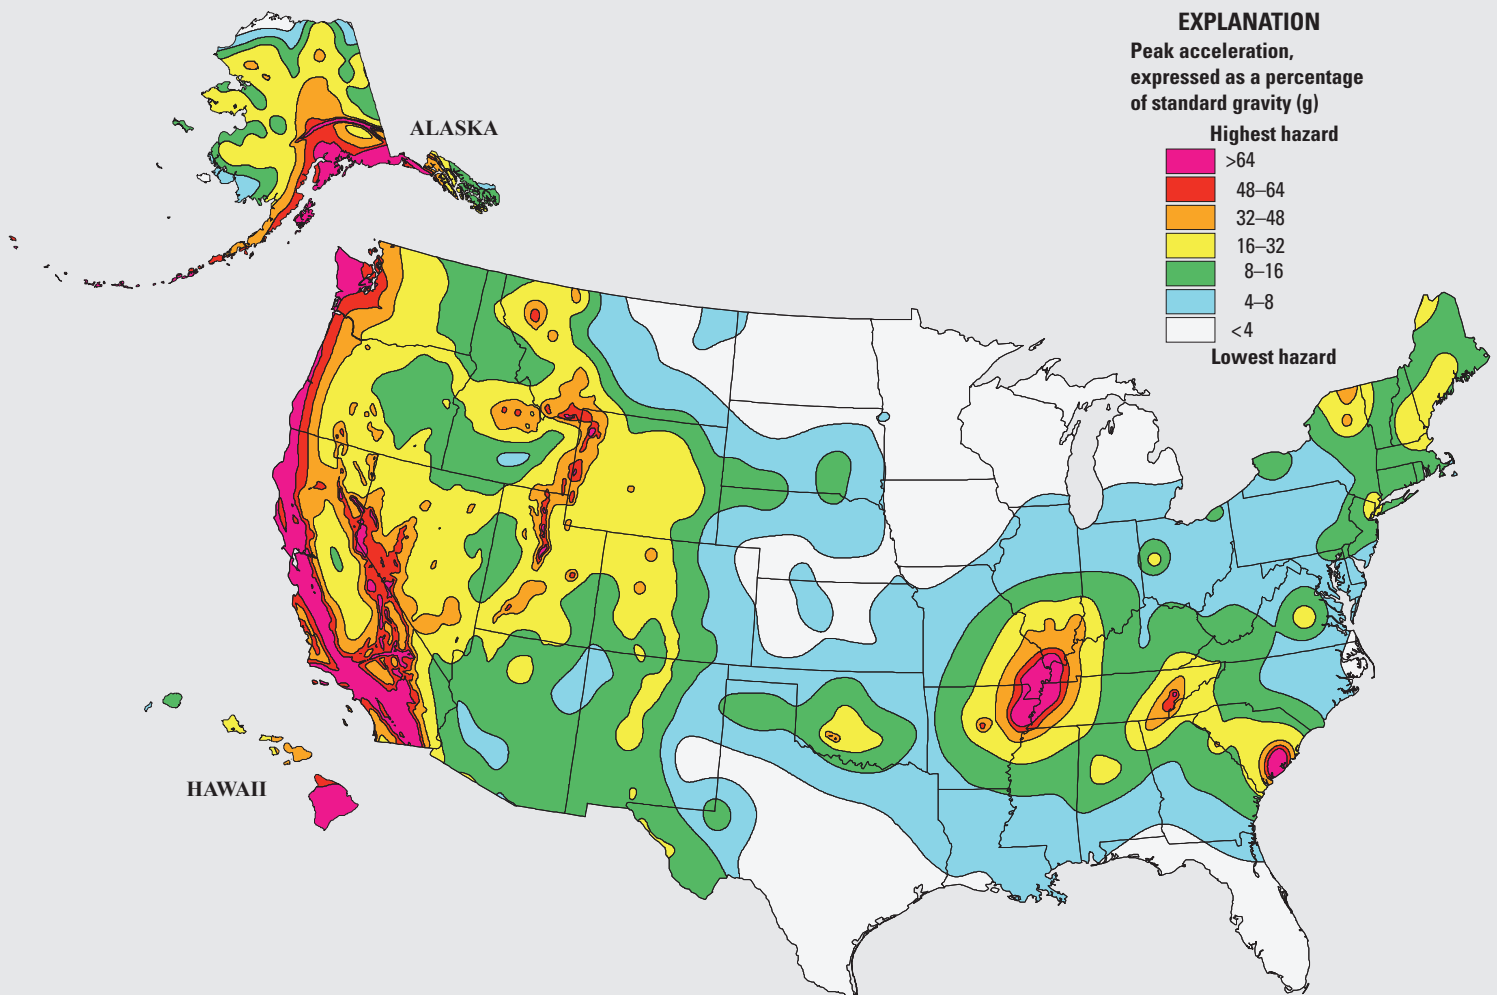 EXPLANATION
Peak acceleration,
expressed as a percentage
of standard gravity (g)
Highest hazard
>64
48–64
32–48
16–32
8–16
4–8
<4
Lowest hazard
ALASKA
HAWAII